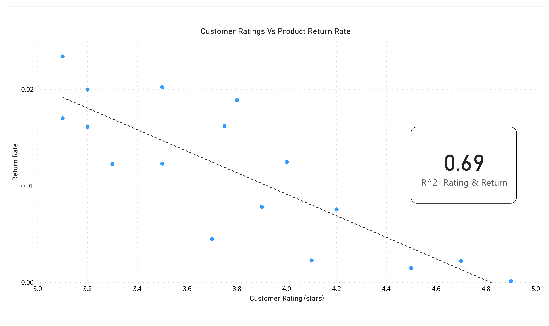 Customer Ratings Vs Product Return Rate
0.02
0.01
0.00
Return Rate
3.0 3.2 3.4 3.6 3.8 4.0 4.2 4.4 4.6 4.8 5.0
Customer Rating (stars)
0.69
R^2 Rating & Return